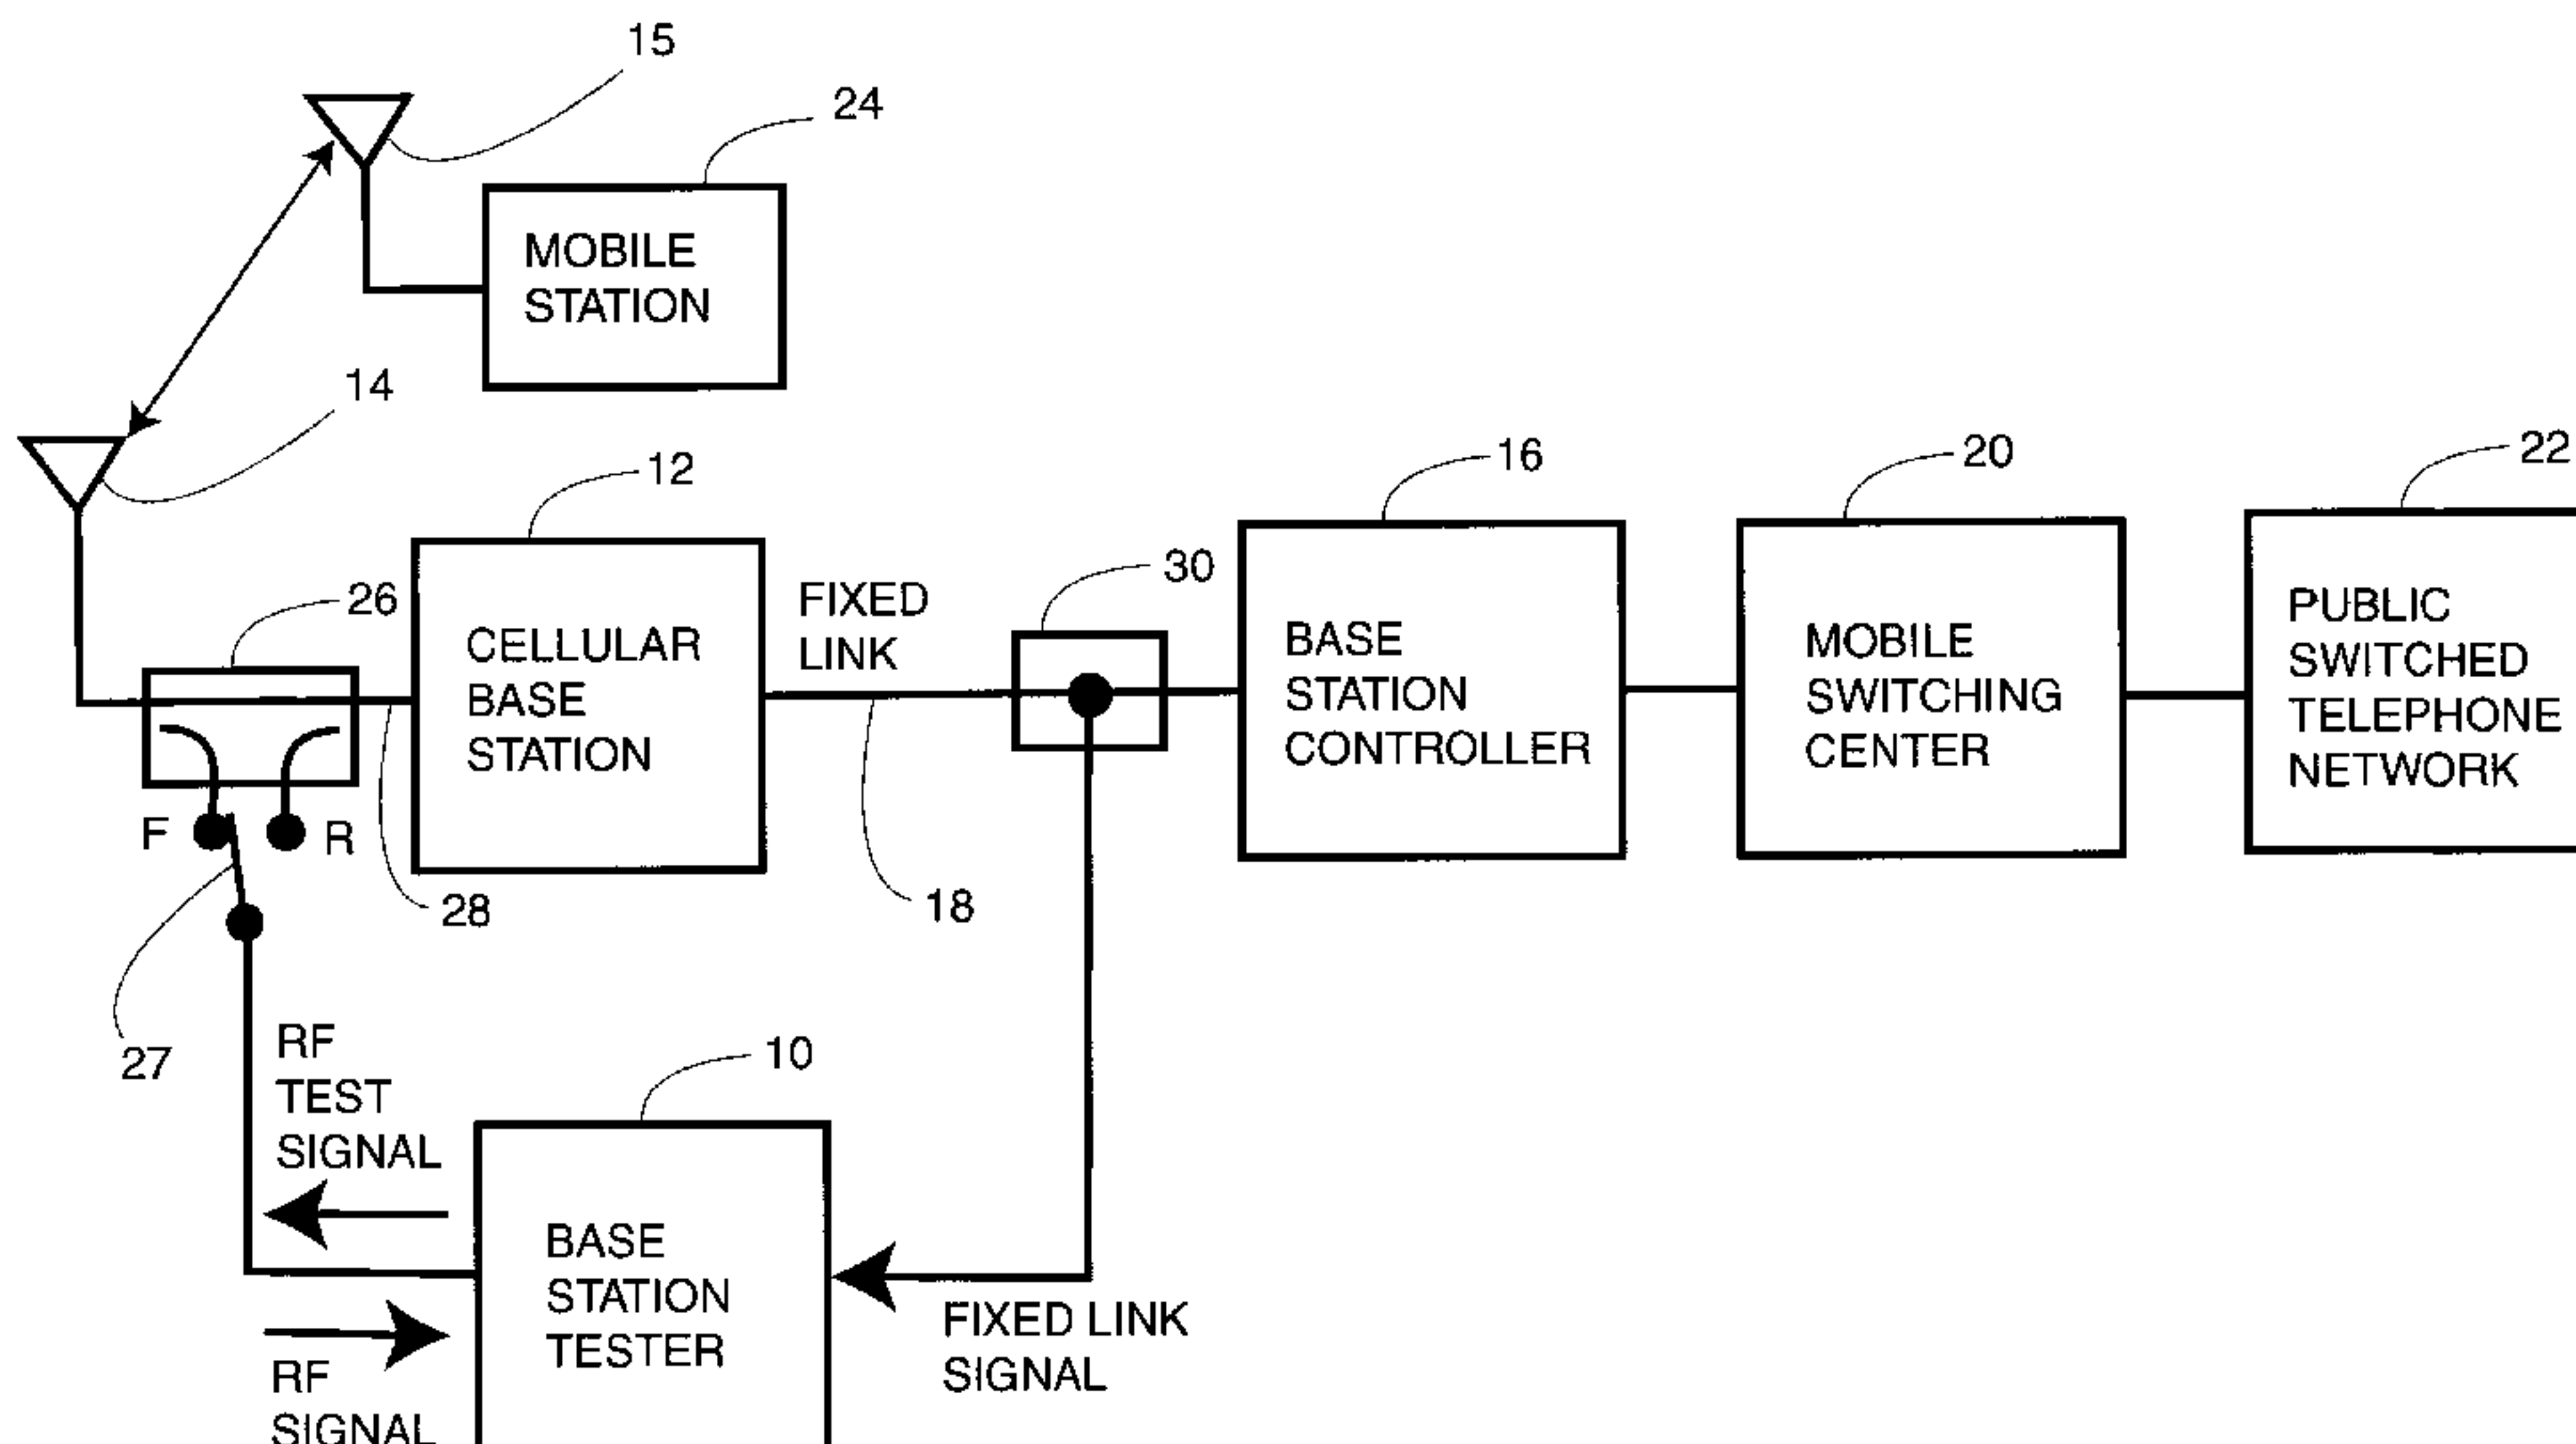 15
24
MOBILE
STATION
14
12
16
20
22
30
26
FIXED
LINK
CELLULAR
BASE
STATION
BASE
STATION
CONTROLLER
MOBILE
SWITCHING
CENTER
PUBLIC
SWITCHED
TELEPHONE
NETWORK
F
R
28
18
27
RF
TEST
SIGNAL
10
BASE
STATION
TESTER
FIXED LINK
SIGNAL
RF
SIGNAL